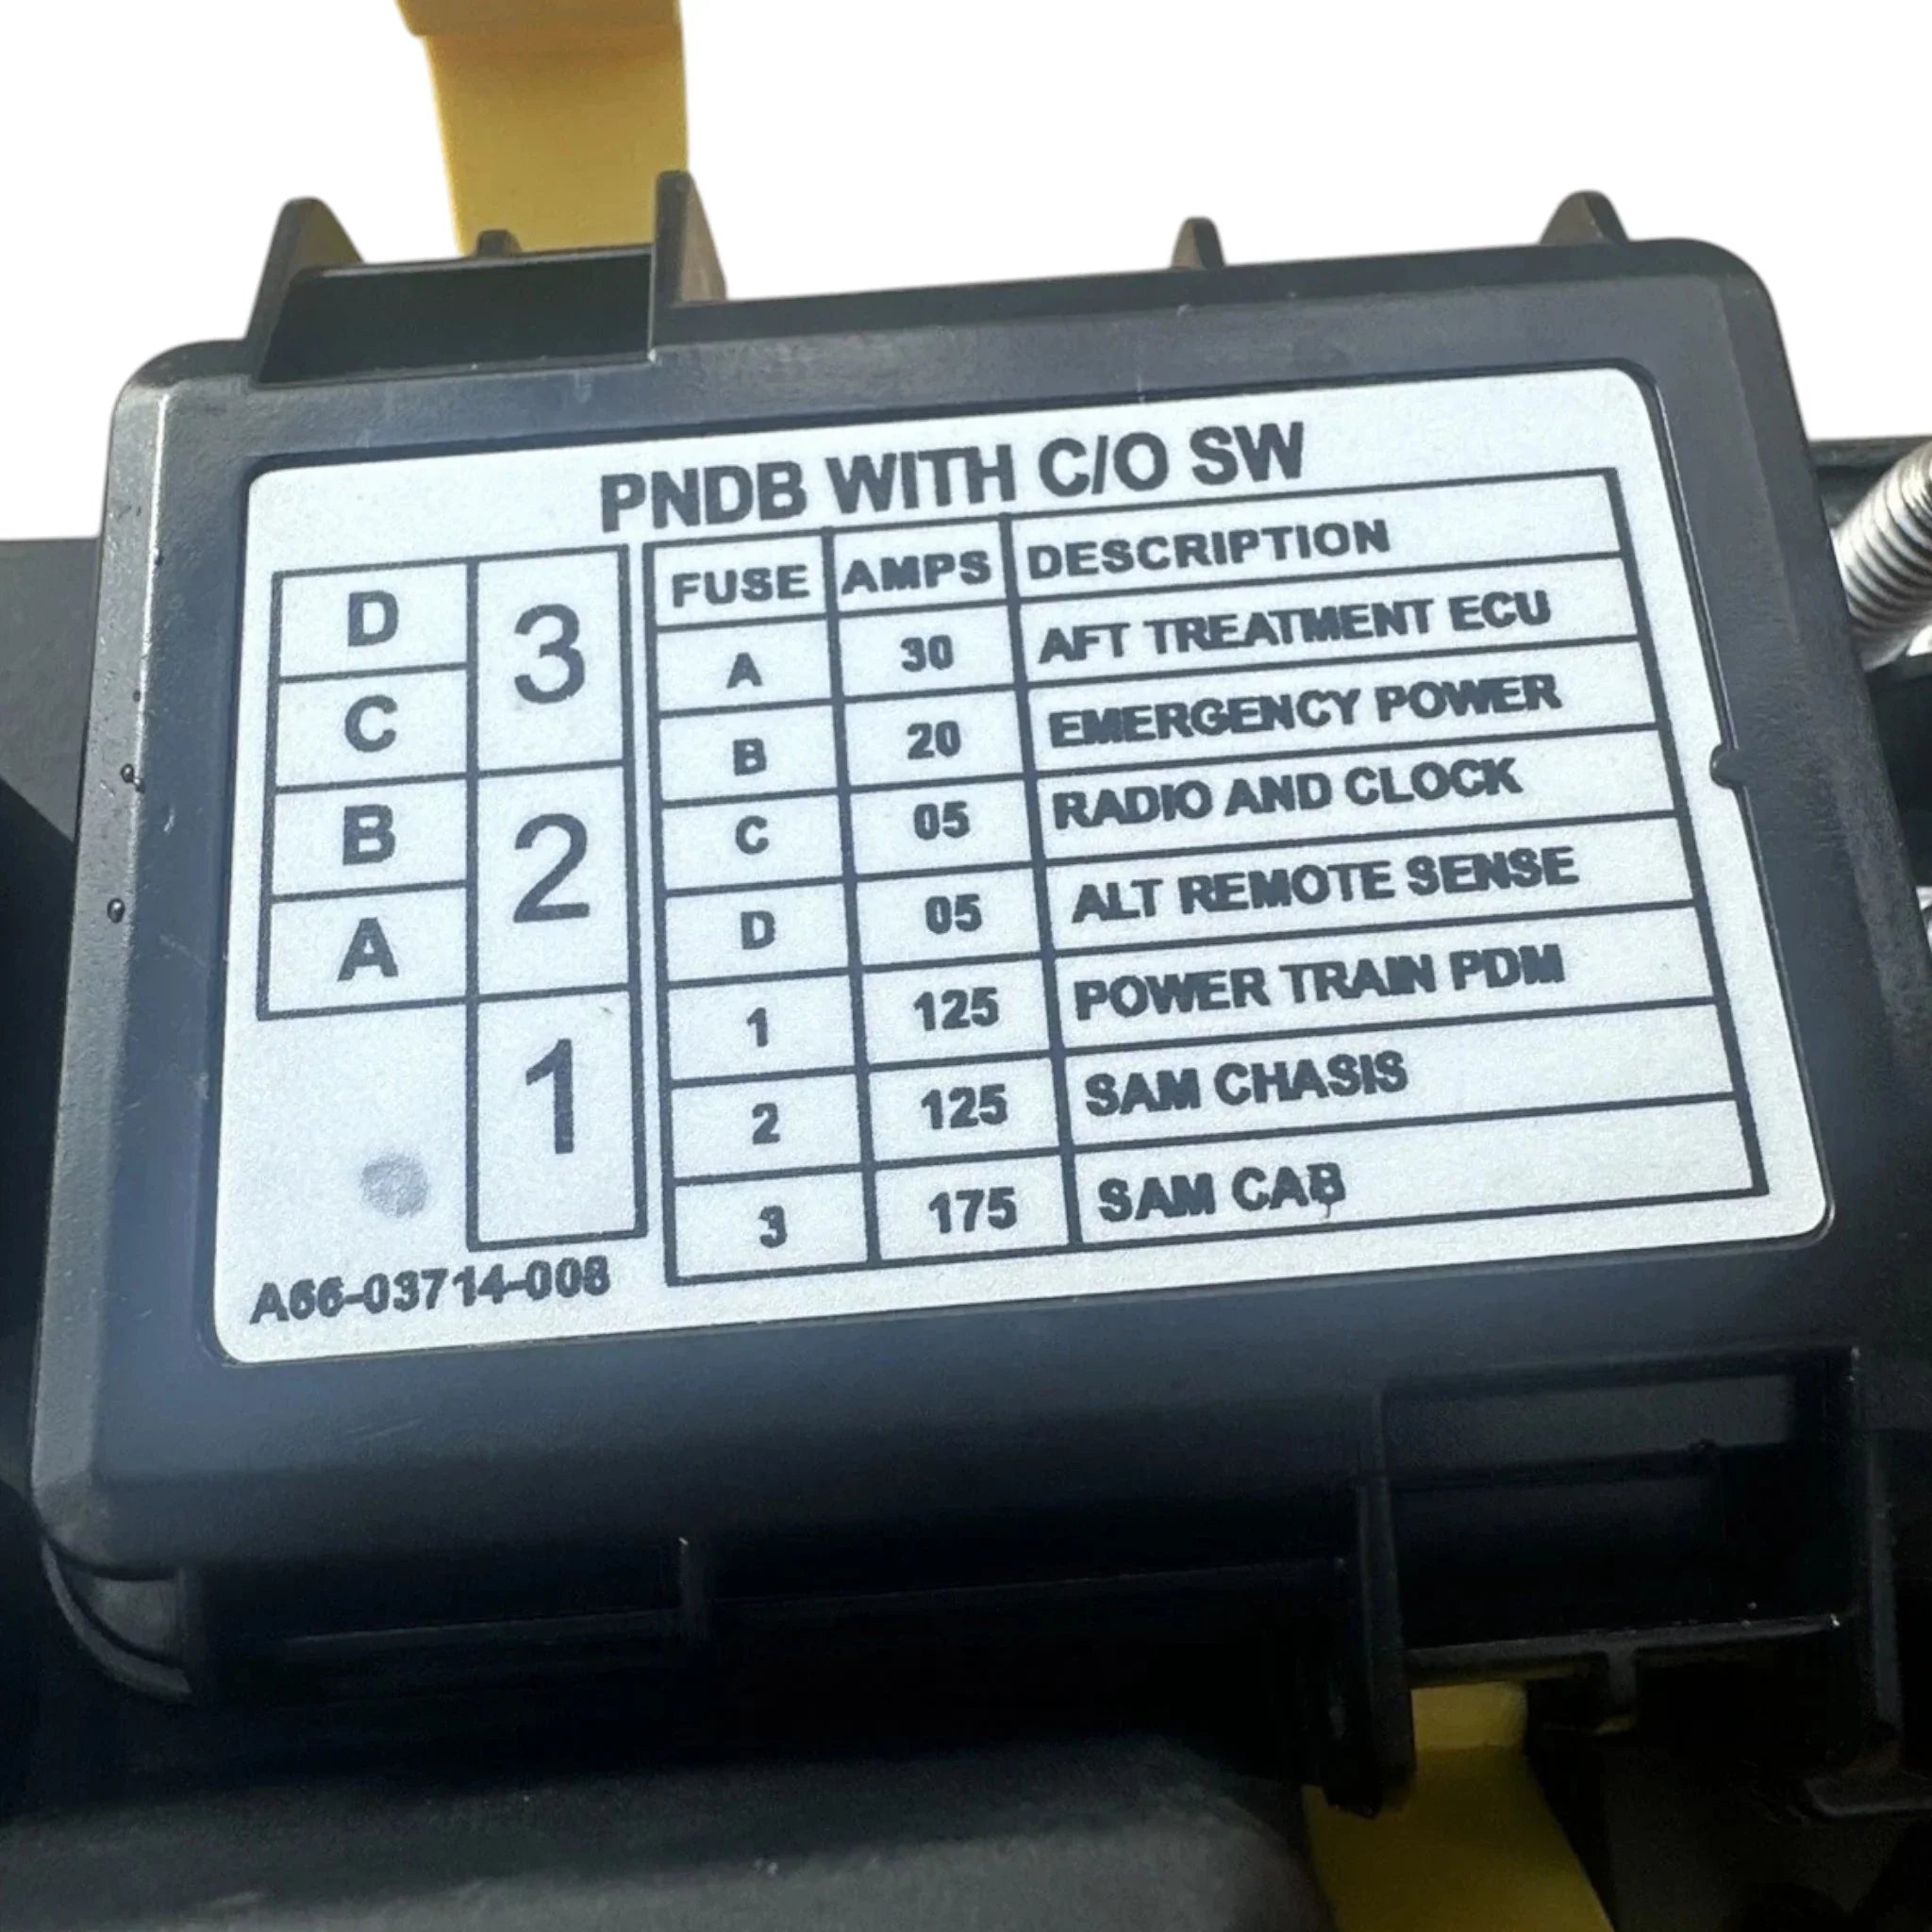 PNDB WITH C/O SW
D
C
B
A
3
2
1
FUSE AMPS DESCRIPTION
A 30 AFT TREATMENT ECU
B 20 EMERGENCY POWER
C 05 RADIO AND CLOCK
D 05 ALT REMOTE SENSE
1 125 POWER TRAIN PDM
2 125 SAM CHASIS
3 175 SAM CAB
A66-03714-008